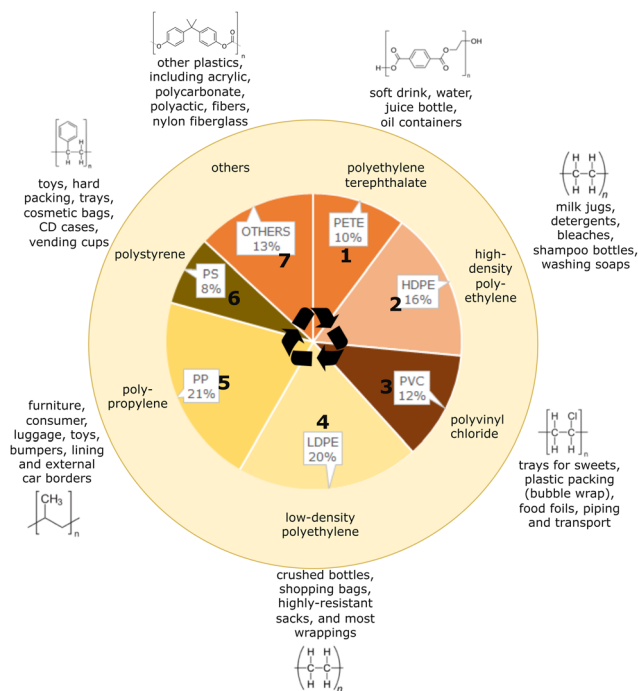 other plastics,
including acrylic,
polycarbonate,
polyactic, fibers,
nylon fiberglass
soft drink, water,
juice bottle,
oil containers
toys, hard
packing, trays,
cosmetic bags,
CD cases,
vending cups
milk jugs,
detergents,
bleaches,
shampoo bottles,
washing soaps
others
polyethylene
terephthalate
polystyrene
high-
density
poly-
ethylene
OTHERS
13%
7
PETE
10%
1
PS
8%
6
HDPE
16%
2
PP
21%
5
PVC
12%
3
4
LDPE
20%
poly-
propylene
polyvinyl
chloride
low-density
polyethylene
furniture,
consumer,
luggage, toys,
bumpers, lining
and external
car borders
trays for sweets,
plastic packing
(bubble wrap),
food foils, piping
and transport
crushed bottles,
shopping bags,
highly-resistant
sacks, and most
wrappings